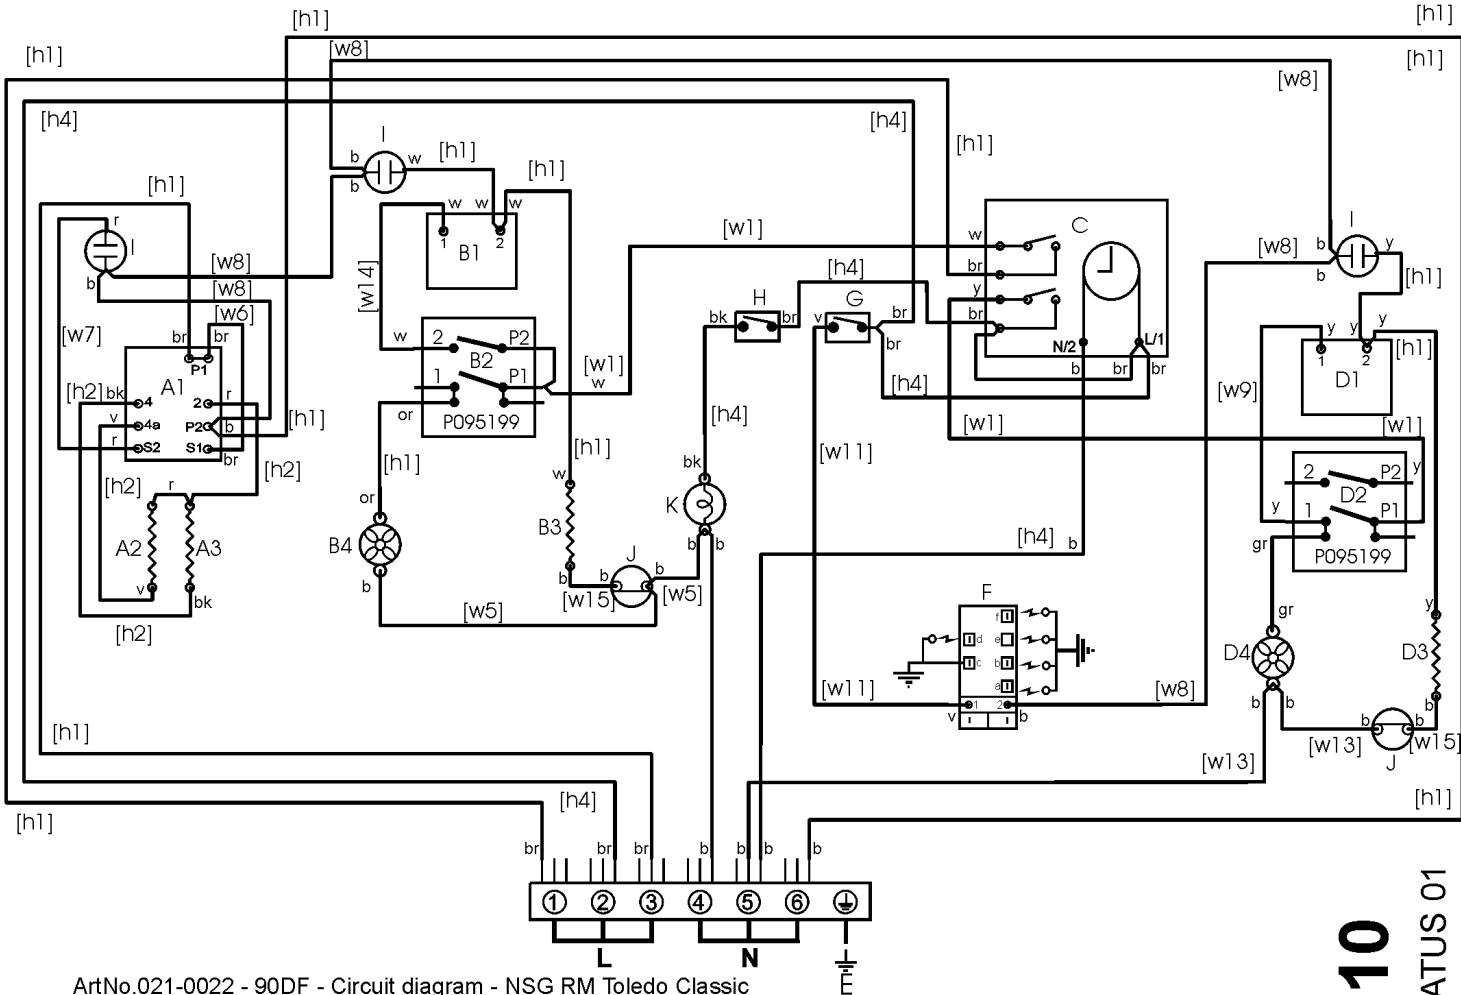 [h1]
[h1]
[h1]
[w8]
[h1]
[w8]
[h4]
[h4]
[h1]
I
b
w
[h1]
[h1]
b
[h1]
r
I
b
[w8]
[w8]
[w6]
[w7]
br
br
P1
A1
[h2]
bk
4
2
r
v
4a
P2
b
[h1]
r
S2
S1
br
[h2]
[h2]
r
A2
A3
v
bk
[h2]
w
w
w
1
2
B1
[w14]
w
2
P2
B2
1
P1
or
P095199
[w1]
w
[h1]
or
B4
b
[h1]
w
B3
b
[w15]
b
J
b
[w5]
[w5]
[w1]
[h4]
H
G
bk
br
v
br
br
[h4]
[h4]
bk
K
b
b
[w11]
[w11]
w
br
y
br
C
N/2
L/1
b
br
br
[w1]
[h4]
b
F
f
d
e
c
b
a
1
2
v
b
[w8]
[w8]
I
b
b
y
[h1]
y
y
y
1
2
D1
[h1]
[w9]
[w1]
2
P2
y
D2
y
1
P1
gr
P095199
gr
D4
y
D3
b
b
b
b
b
[w13]
[w15]
J
[w13]
[h1]
[h1]
[h1]
[h4]
br
br
br
b
b
b
b
1
2
3
4
5
6
L
N
E
ArtNo.021-0022 - 90DF - Circuit diagram - NSG RM Toledo Classic
10
ATUS 01